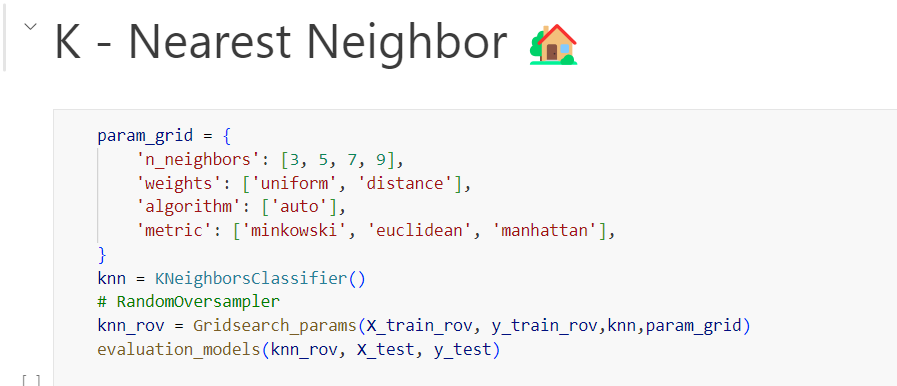 K - Nearest Neighbor 🏡
param_grid = {
    'n_neighbors': [3, 5, 7, 9],
    'weights': ['uniform', 'distance'],
    'algorithm': ['auto'],
    'metric': ['minkowski', 'euclidean', 'manhattan'],
}
knn = KNeighborsClassifier()
# RandomOversampler
knn_rov = Gridsearch_params(X_train_rov, y_train_rov,knn,param_grid)
evaluation_models(knn_rov, X_test, y_test)
[ ]